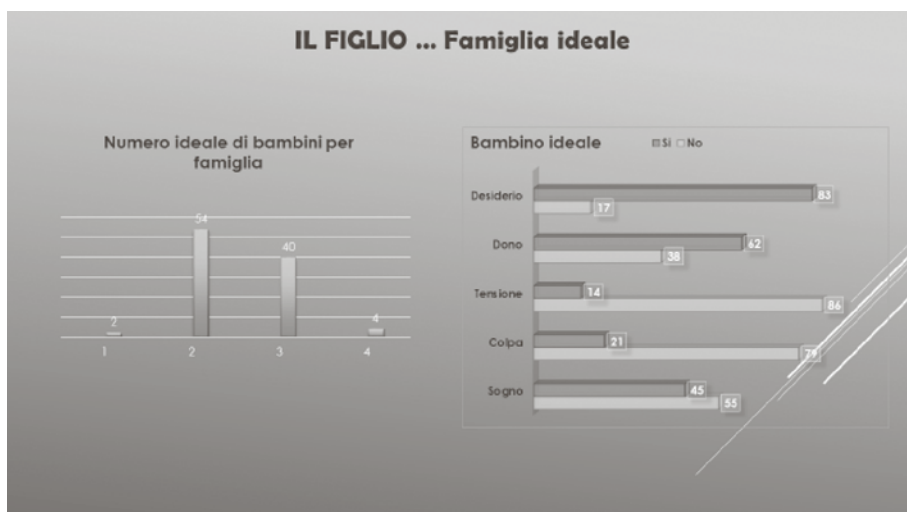 IL FIGLIO ... Famiglia ideale
Numero ideale di bambini per
famiglia
54
40
2
4
1 2 3 4
Bambino ideale
Si No
Desiderio
83
17
Dono
62
38
Tensione
14
86
Colpa
21
79
Sogno
45
55